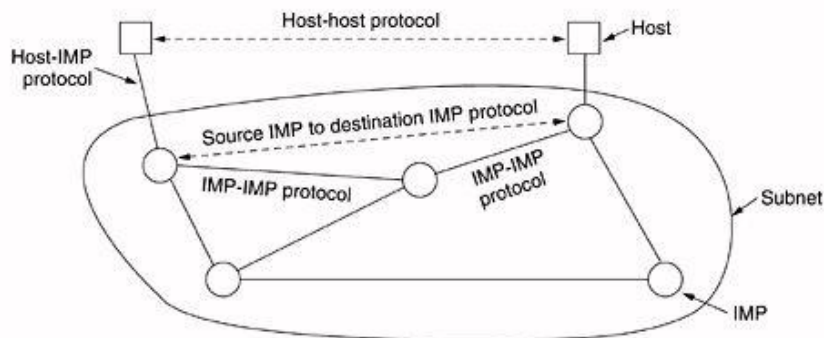 Host-host protocol
Host
Host-IMP
protocol
Source IMP to destination IMP protocol
IMP-IMP protocol
IMP-IMP
protocol
Subnet
IMP